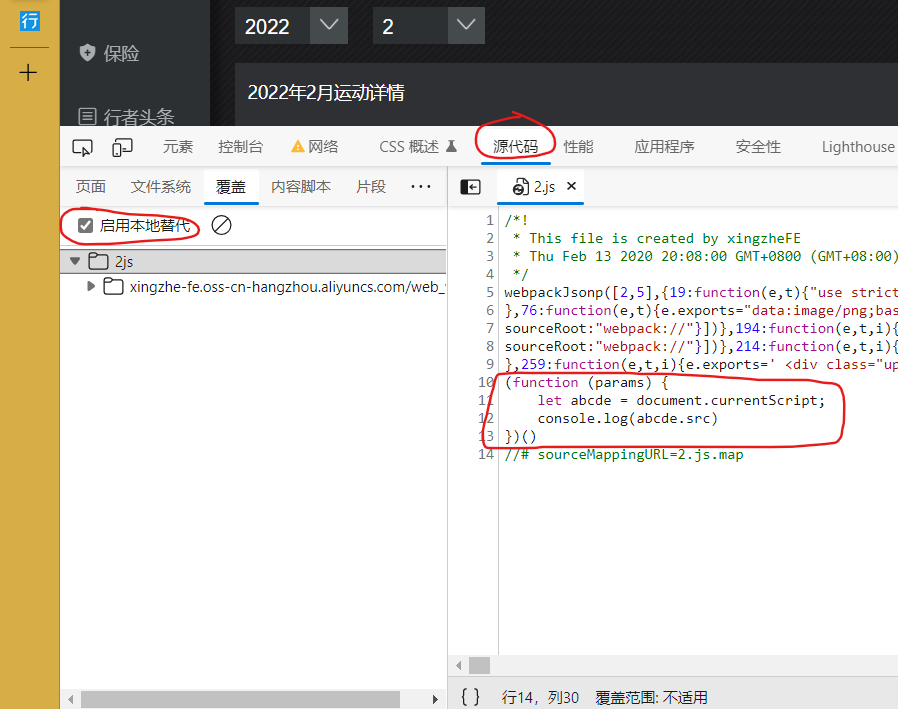 行
保险
行者头条
2022
2
2022年2月运动详情
元素 控制台 网络 CSS 概述 源代码 性能 应用程序 安全性 Lighthouse
页面 文件系统 覆盖 内容脚本 片段 ···
2.js ×
启用本地替代
2js
xingzhe-fe.oss-cn-hangzhou.aliyuncs.com/web_
1 /*!
2 * This file is created by xingzheFE
3 * Thu Feb 13 2020 20:08:00 GMT+0800 (GMT+08:00)
4 */
5 webpackJsonp([2,5],{19:function(e,t){"use strict
6 },76:function(e,t){e.exports="data:image/png;bas
7 sourceRoot:"webpack://"}])},194:function(e,t,i){
8 sourceRoot:"webpack://"}])},214:function(e,t,i){
9 },259:function(e,t,i){e.exports=' <div class="up
10 (function (params) {
11 let abcde = document.currentScript;
12 console.log(abcde.src)
13 })()
14 //# sourceMappingURL=2.js.map
{ } 行14，列30 覆盖范围: 不适用